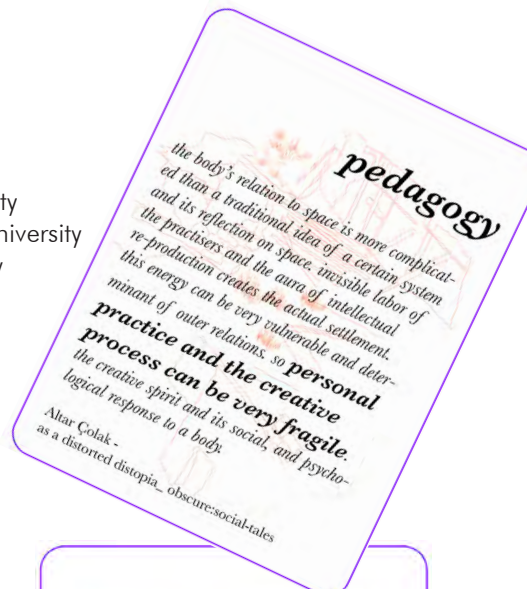 ty
niversity
y
pedagogy
the body's relation to space is more complicat-
ed than a traditional idea of a certain system
and its reflection on space, invisible labor of
the practisers and the aura of intellectual
re-production creates the actual settlement.
this energy can be very vulnerable and deter-
minant of outer relations. so personal
practice and the creative
process can be very fragile.
the creative spirit and its social, and psycho-
logical response to a body.
Altar Çolak -
as a distorted distopia_ obscure:social-tales